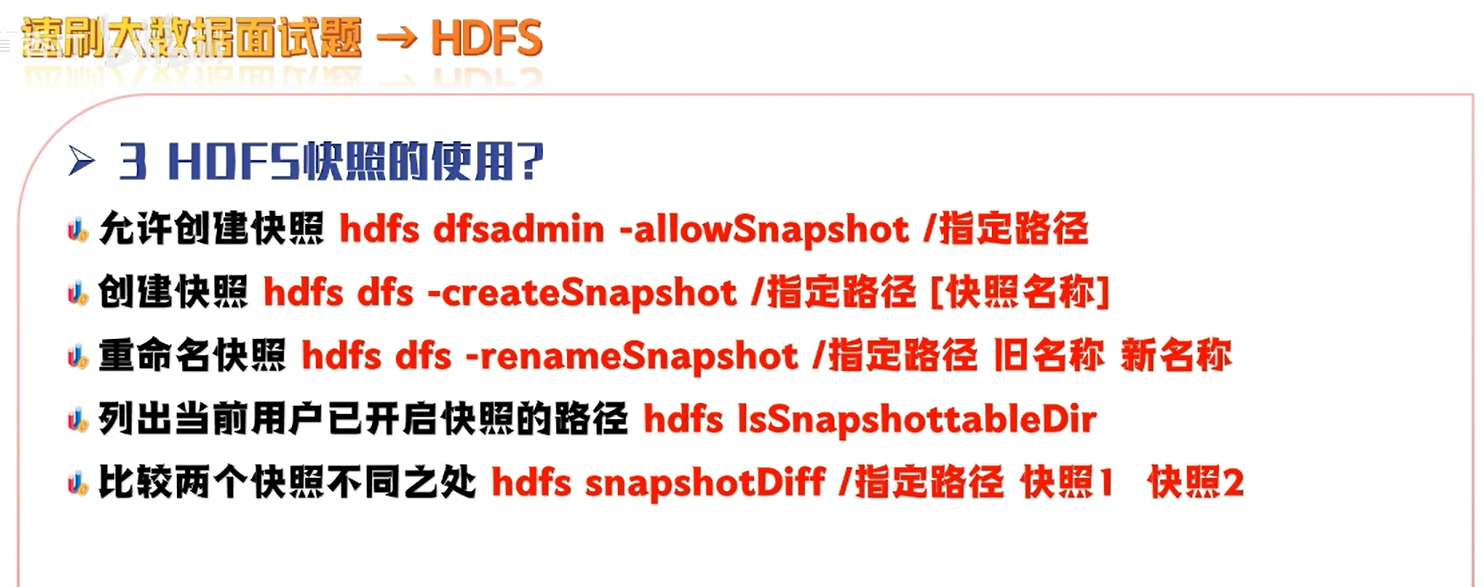 速刷大数据面试题 → HDFS
3 HDFS快照的使用?
允许创建快照 hdfs dfsadmin -allowSnapshot /指定路径
创建快照 hdfs dfs -createSnapshot /指定路径 [快照名称]
重命名快照 hdfs dfs -renameSnapshot /指定路径 旧名称 新名称
列出当前用户已开启快照的路径 hdfs lsSnapshottableDir
比较两个快照不同之处 hdfs snapshotDiff /指定路径 快照1 快照2